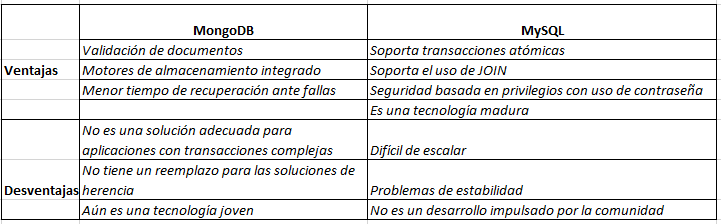 MongoDB MySQL
Ventajas
Validación de documentos Soporta transacciones atómicas
Motores de almacenamiento integrado Soporta el uso de JOIN
Menor tiempo de recuperación ante fallas Seguridad basada en privilegios con uso de contraseña
Es una tecnología madura
Desventajas
No es una solución adecuada para
aplicaciones con transacciones complejas Difícil de escalar
No tiene un reemplazo para las soluciones de
herencia Problemas de estabilidad
Aún es una tecnología joven No es un desarrollo impulsado por la comunidad